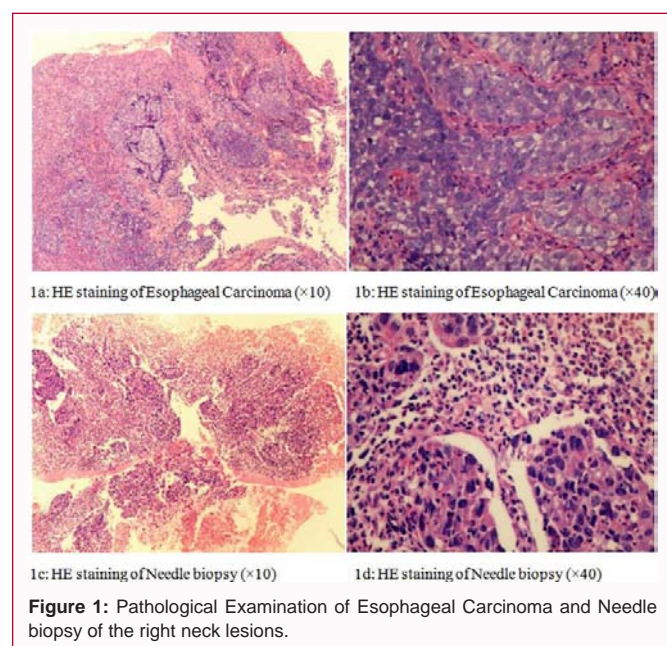 1a: HE staining of Esophageal Carcinoma (×10)
1b: HE staining of Esophageal Carcinoma (×40)
1c: HE staining of Needle biopsy (×10)
1d: HE staining of Needle biopsy (×40)
Figure 1: Pathological Examination of Esophageal Carcinoma and Needle
biopsy of the right neck lesions.